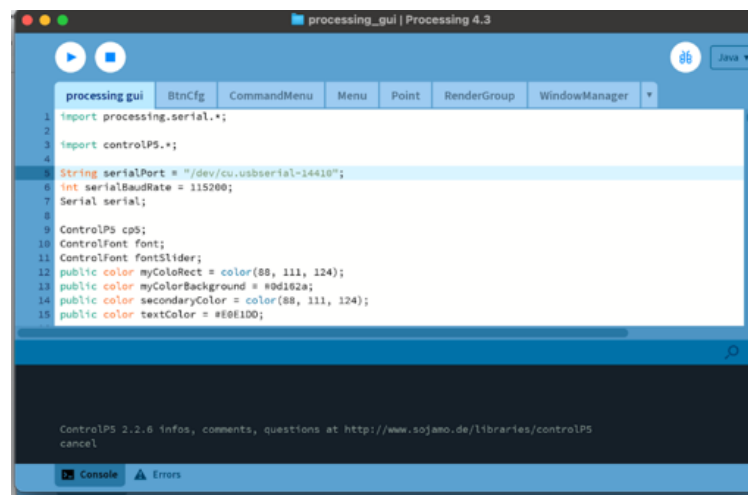 processing_gui | Processing 4.3
Java
processing gui BtnCfg CommandMenu Menu Point RenderGroup WindowManager
1 import processing.serial.*;
2
3 import controlP5.*;
4
5 String serialPort = "/dev/cu.usbserial-14410";
6 int serialBaudRate = 115200;
7 Serial serial;
8
9 ControlP5 cp5;
10 ControlFont font;
11 ControlFont fontSlider;
12 public color myColoRect = color(88, 111, 124);
13 public color myColorBackground = #0d162a;
14 public color secondaryColor = color(88, 111, 124);
15 public color textColor = #E0E1DD;
ControlP5 2.2.6 infos, comments, questions at http://www.sojamo.de/libraries/controlP5
cancel
Console Errors